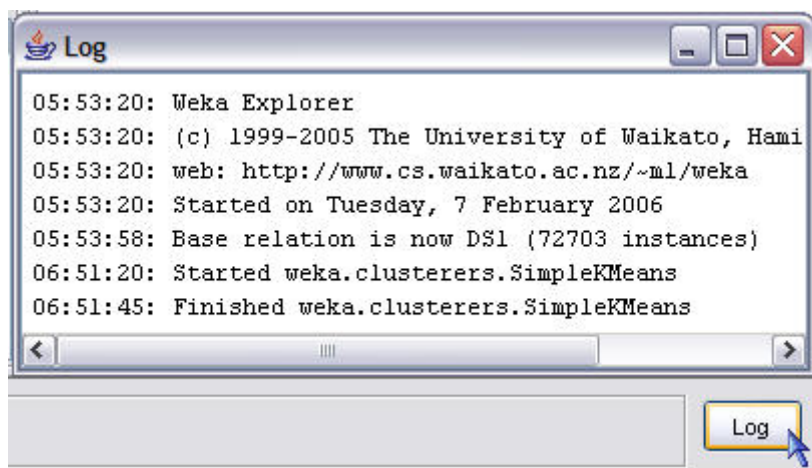 Log
05:53:20: Weka Explorer
05:53:20: (c) 1999-2005 The University of Waikato, Hami
05:53:20: web: http://www.cs.waikato.ac.nz/~ml/weka
05:53:20: Started on Tuesday, 7 February 2006
05:53:58: Base relation is now DS1 (72703 instances)
06:51:20: Started weka.clusterers.SimpleKMeans
06:51:45: Finished weka.clusterers.SimpleKMeans
Log